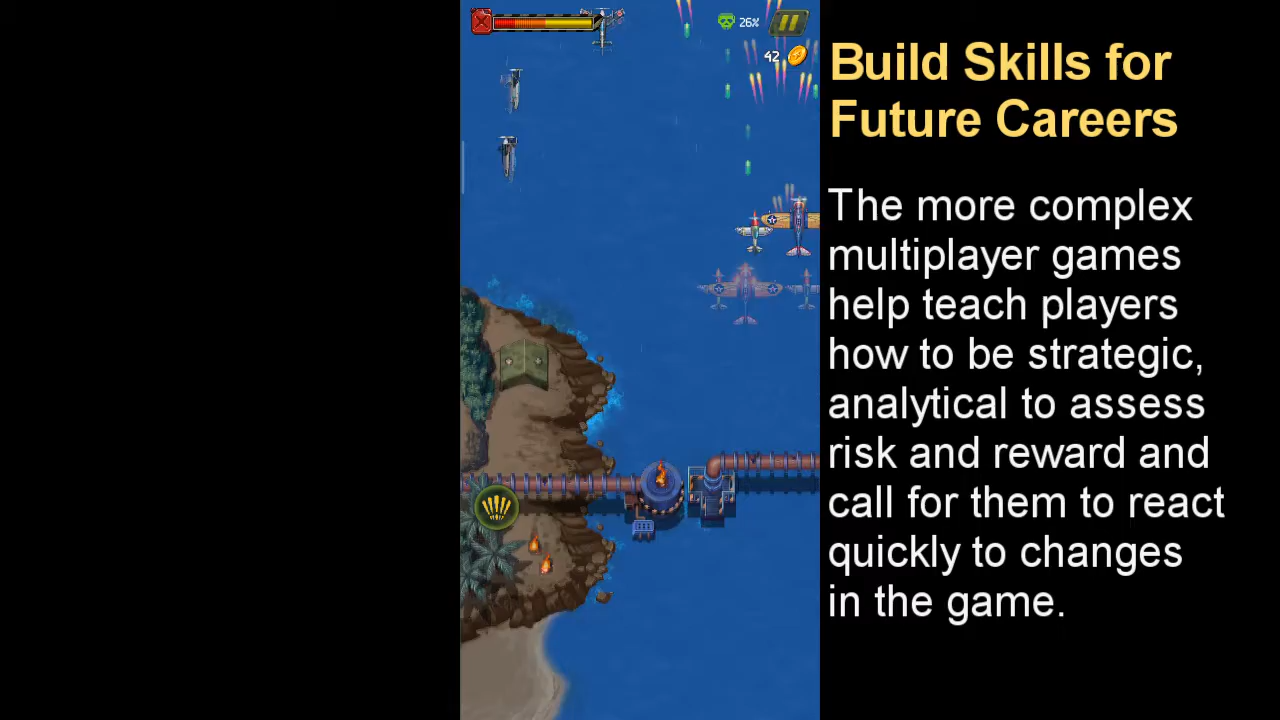 26%
42
Build Skills for
Future Careers
The more complex
multiplayer games
help teach players
how to be strategic,
analytical to assess
risk and reward and
call for them to react
quickly to changes
in the game.